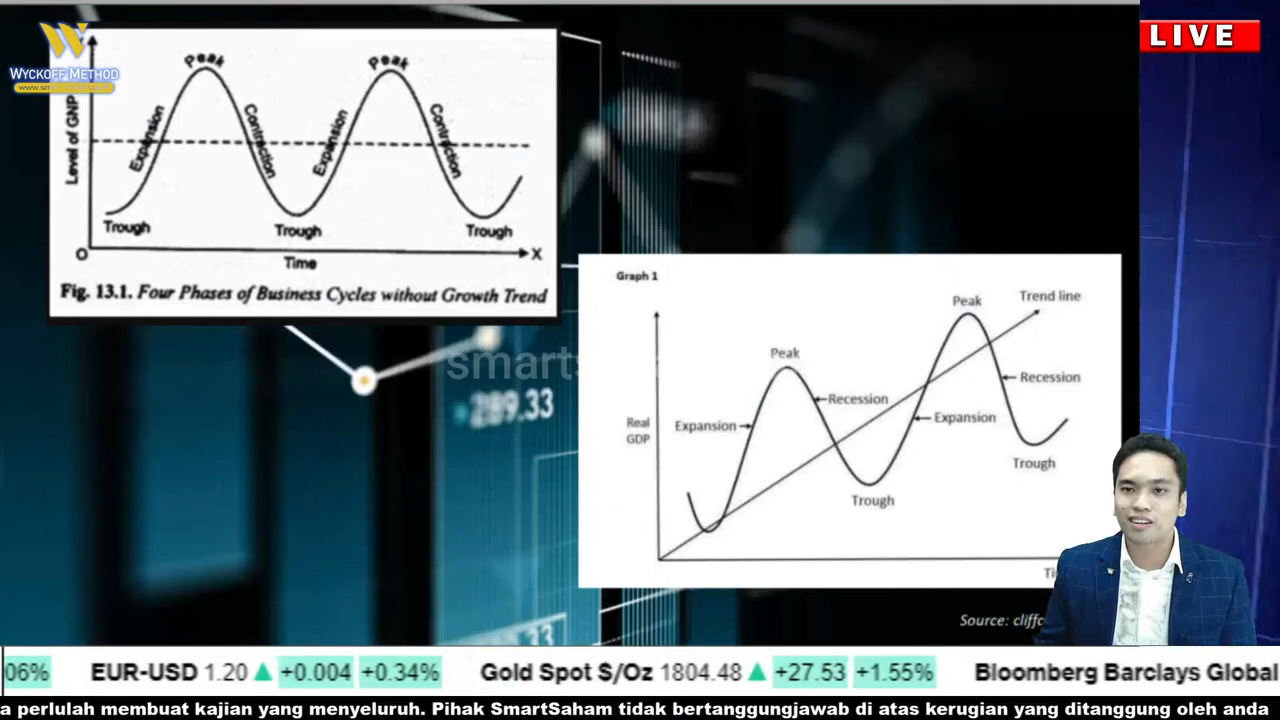 WYCKOFF METHOD
LIVE
Peak
Peak
Level of GNP
Expansion
Contraction
Expansion
Contraction
Trough
Trough
Trough
O
X
Time
Fig. 13.1. Four Phases of Business Cycles without Growth Trend
Graph 1
Peak
Trend line
Peak
Recession
Recession
Real
GDP
Expansion
Expansion
Trough
Trough
289.33
Source:
06% EUR-USD 1.20 ▲ +0.004 +0.34% Gold Spot $/Oz 1804.48 ▲ +27.53 +1.55% Bloomberg Barclays Global
a perlulah membuat kajian yang menyeluruh. Pihak SmartSaham tidak bertanggungjawab di atas kerugian yang ditanggung oleh anda